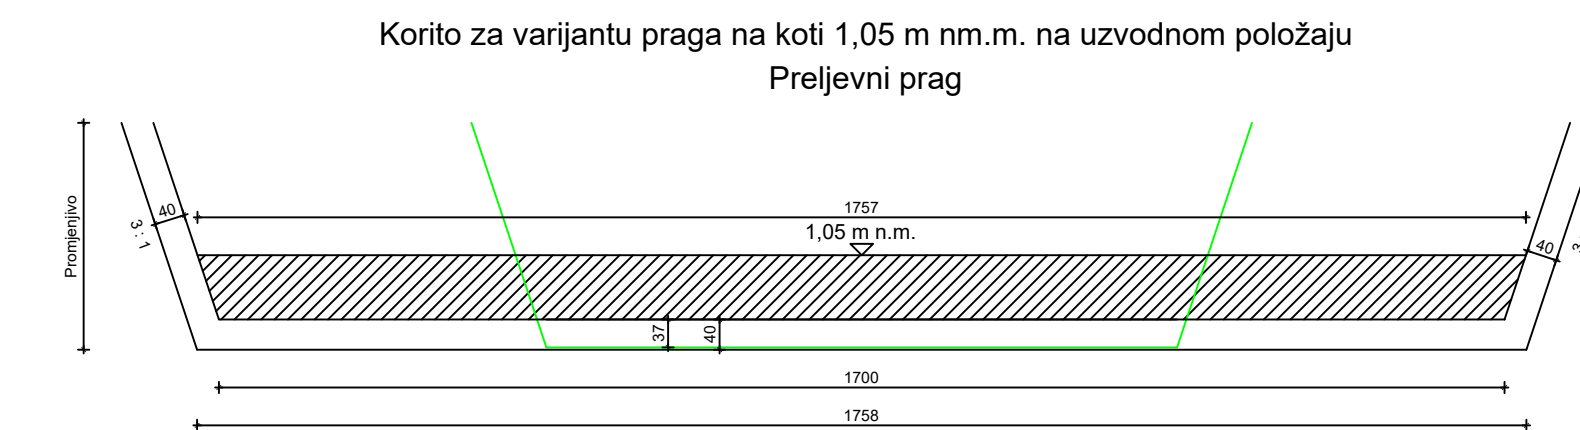 Korito za varijantu praga na koti 1,05 m nm.m. na uzvodnom položaju
Preljevni prag
Promjenjivo
3 : 1
40
1757
1,05 m n.m.
40
37
40
1700
1758